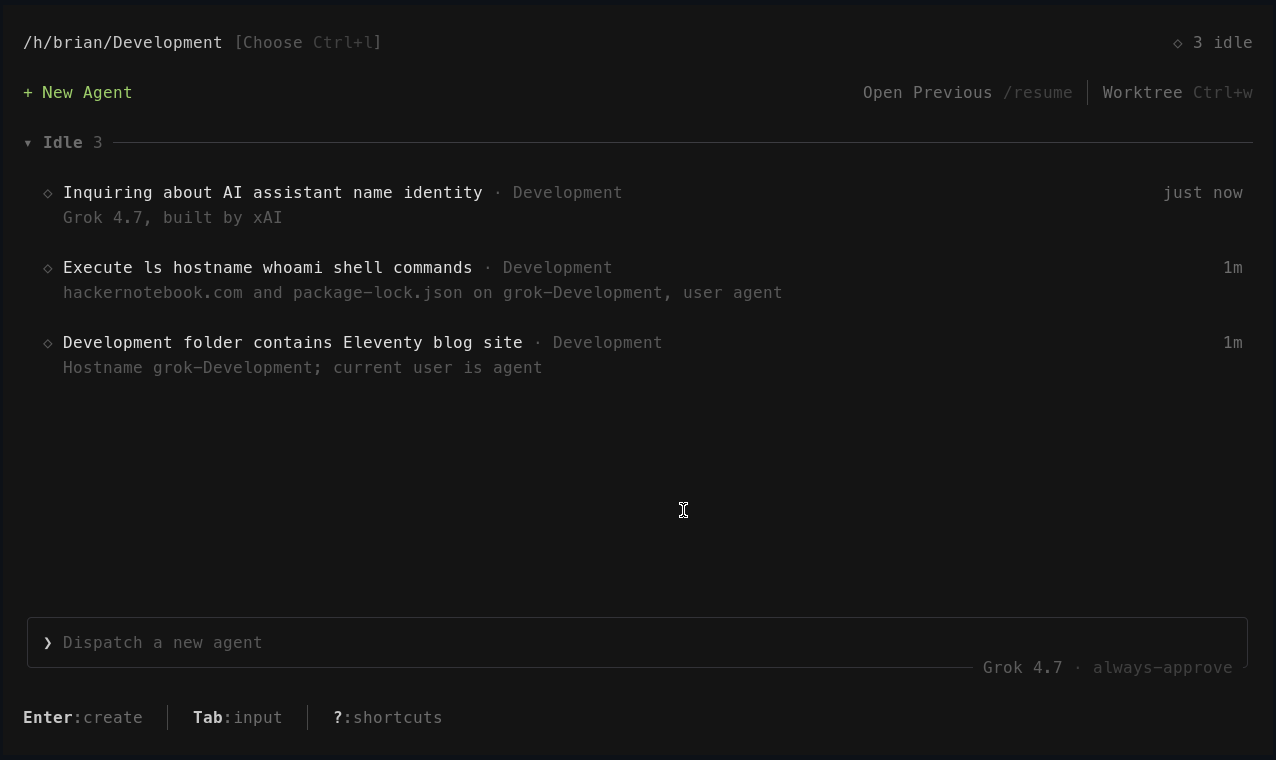 /h/brian/Development [Choose Ctrl+l] ◇ 3 idle
+ New Agent Open Previous /resume │ Worktree Ctrl+w
▾ Idle 3
◇ Inquiring about AI assistant name identity · Development just now
Grok 4.7, built by xAI
◇ Execute ls hostname whoami shell commands · Development 1m
hackernotebook.com and package-lock.json on grok-Development, user agent
◇ Development folder contains Eleventy blog site · Development 1m
Hostname grok-Development; current user is agent
❯ Dispatch a new agent
Grok 4.7 · always-approve
Enter:create │ Tab:input │ ?:shortcuts